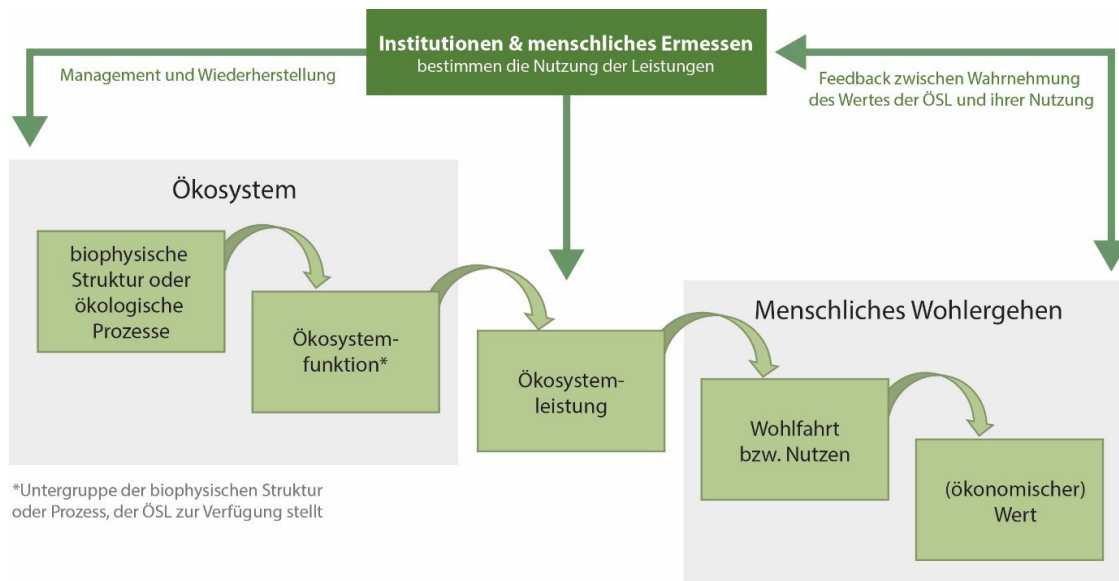 Institutionen & menschliches Ermessen
bestimmen die Nutzung der Leistungen
Management und Wiederherstellung
Feedback zwischen Wahrnehmung
des Wertes der ÖSL und ihrer Nutzung
Ökosystem
biophysische
Struktur oder
ökologische
Prozesse
Ökosystem-
funktion*
Ökosystem-
leistung
Menschliches Wohlergehen
Wohlfahrt
bzw. Nutzen
(ökonomischer)
Wert
*Untergruppe der biophysischen Struktur
oder Prozess, der ÖSL zur Verfügung stellt